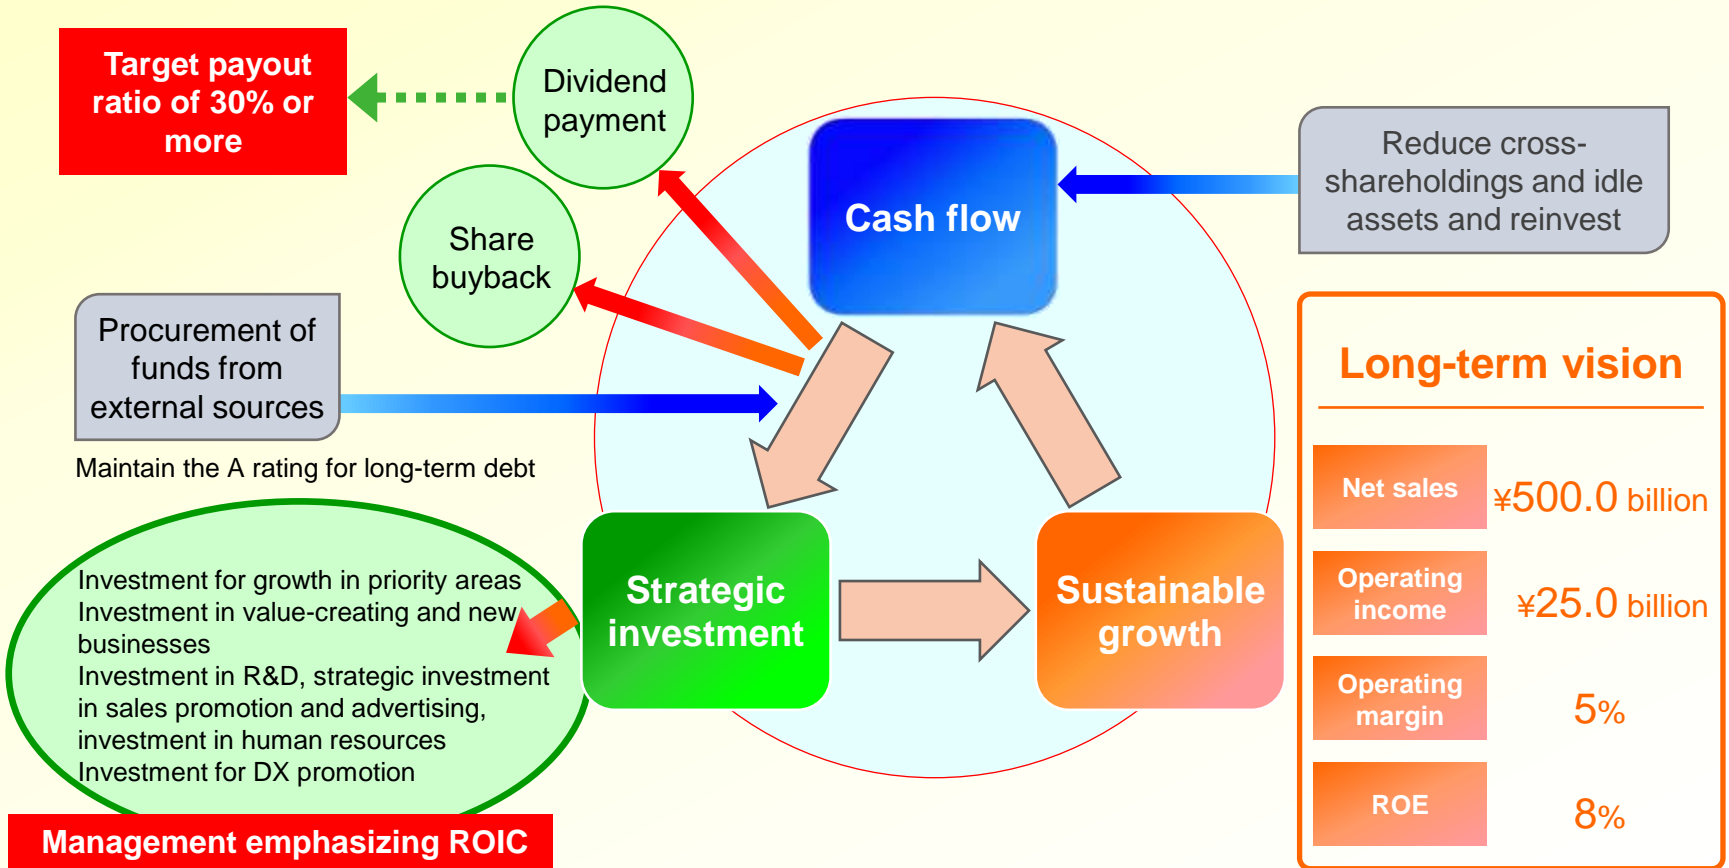 Target payout
ratio of 30% or
more
Dividend
payment
Share
buyback
Cash flow
Reduce cross-
shareholdings and idle
assets and reinvest
Procurement of
funds from
external sources
Maintain the A rating for long-term debt
Investment for growth in priority areas
Investment in value-creating and new
businesses
Investment in R&D, strategic investment
in sales promotion and advertising,
investment in human resources
Investment for DX promotion
Management emphasizing ROIC
Strategic
investment
Sustainable
growth
Long-term vision
Net sales
¥500.0 billion
Operating
income
¥25.0 billion
Operating
margin
5%
ROE
8%